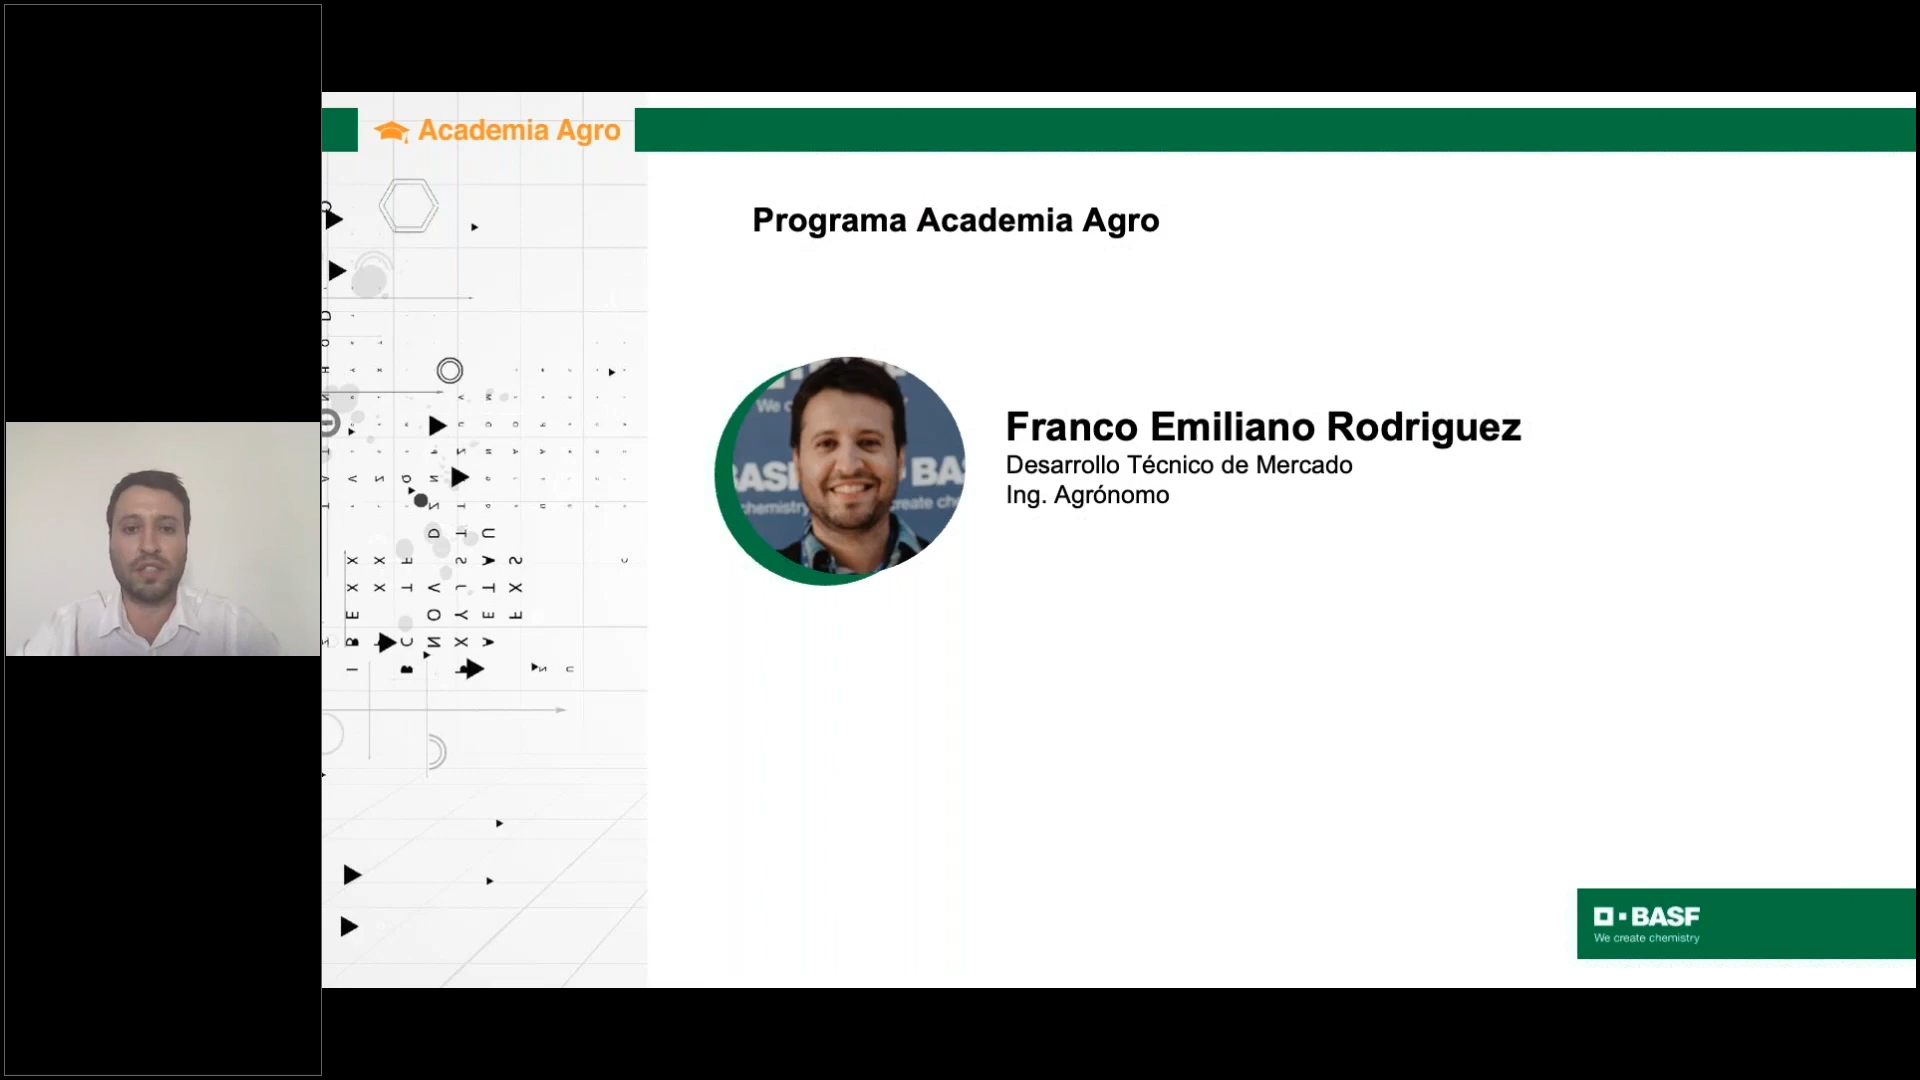 Academia Agro
Programa Academia Agro
Franco Emiliano Rodriguez
Desarrollo Técnico de Mercado
Ing. Agrónomo
BASF
We create chemistry